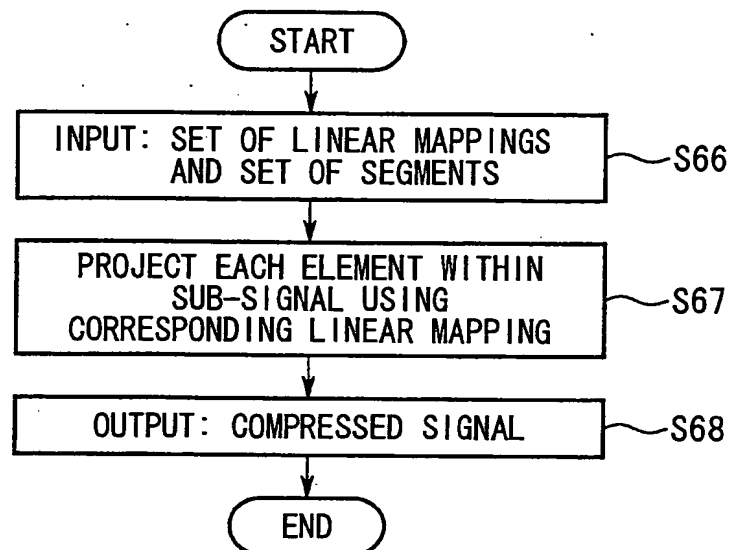 START
INPUT: SET OF LINEAR MAPPINGS
AND SET OF SEGMENTS
S66
PROJECT EACH ELEMENT WITHIN
SUB-SIGNAL USING
CORRESPONDING LINEAR MAPPING
S67
OUTPUT: COMPRESSED SIGNAL
S68
END